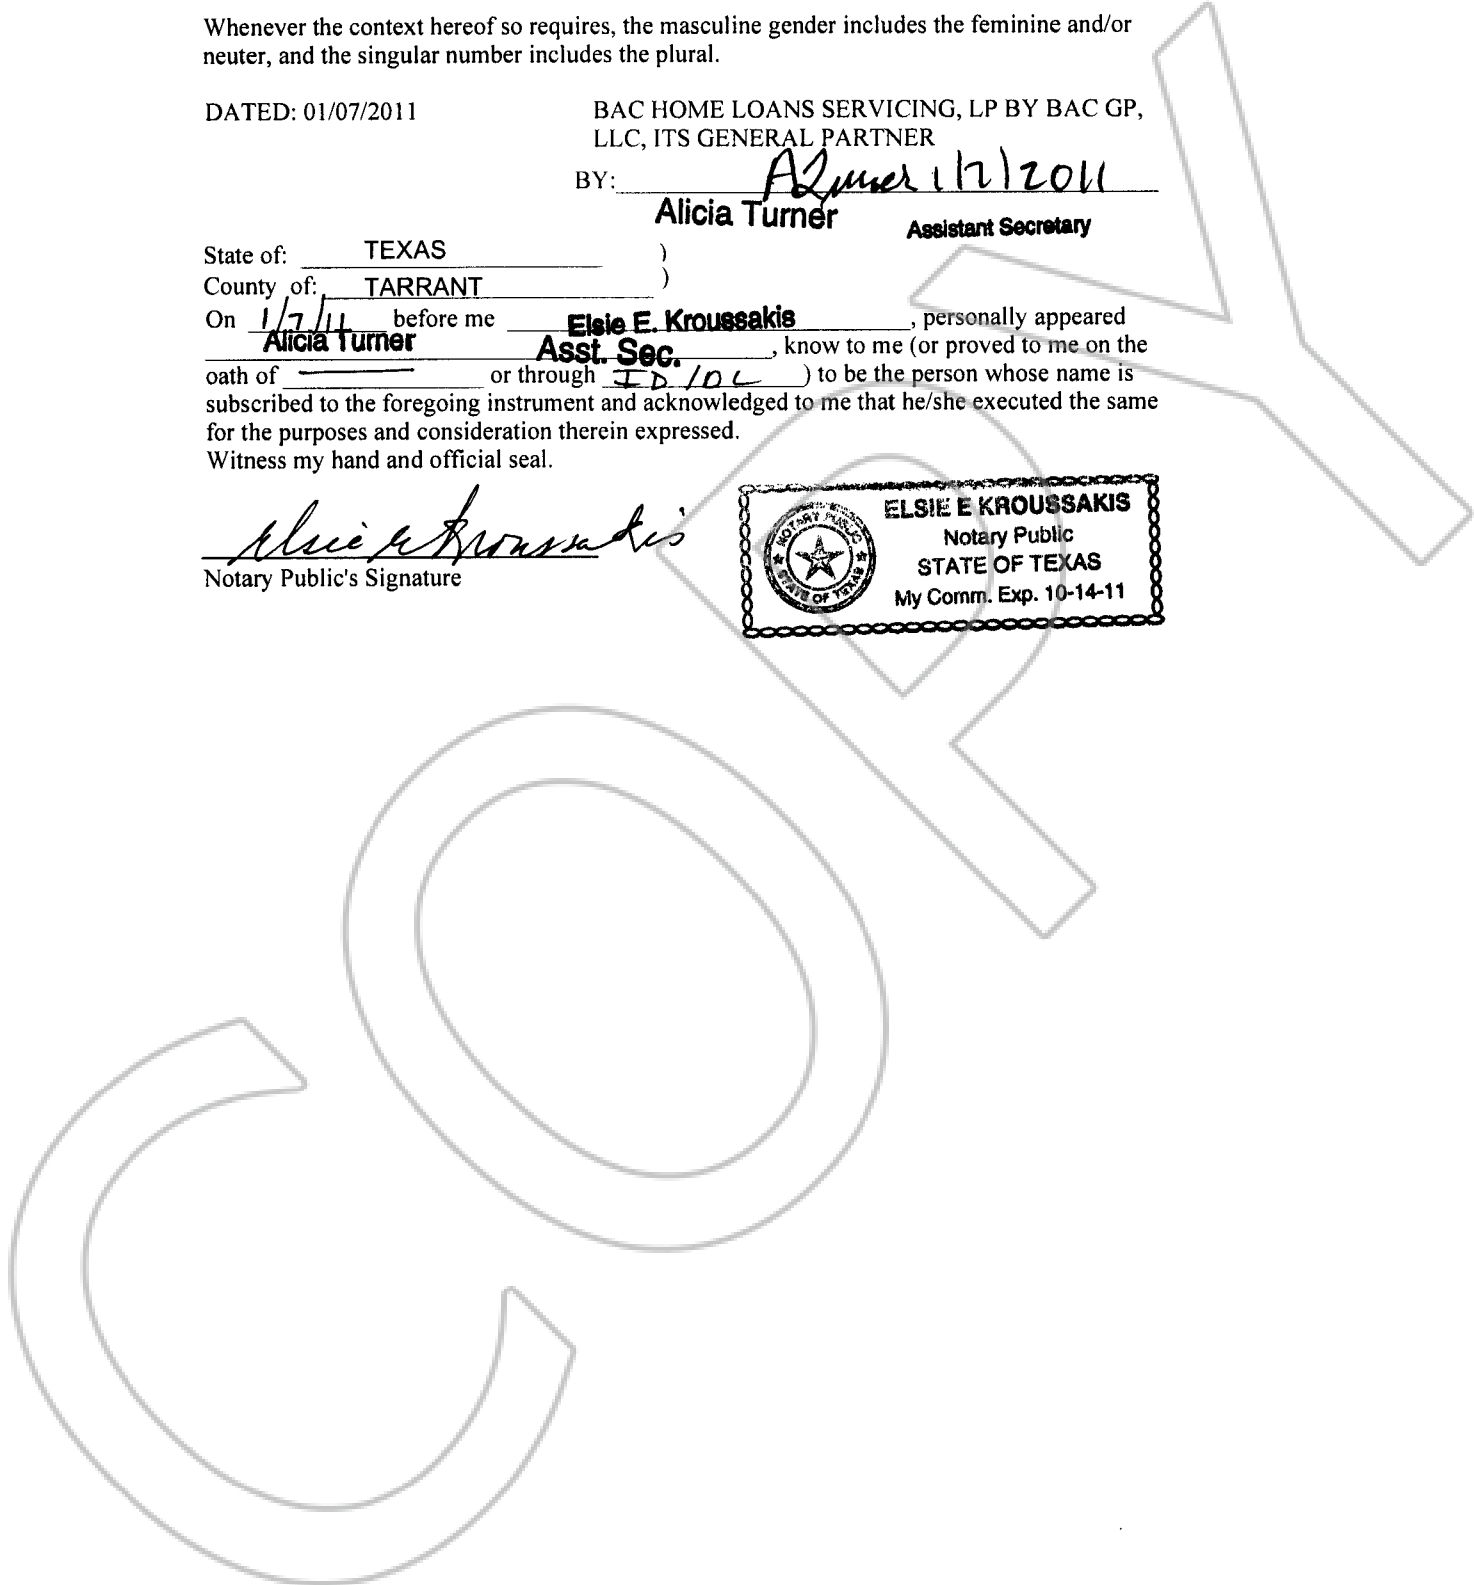 Whenever the context hereof so requires, the masculine gender includes the feminine and/or
neuter, and the singular number includes the plural.
DATED: 01/07/2011 BAC HOME LOANS SERVICING, LP BY BAC GP,
LLC, ITS GENERAL PARTNER
BY: ATurner 1/7/2011
Alicia Turner Assistant Secretary
State of: TEXAS )
County of: TARRANT )
On 1/7/11 before me Elsie E. Kroussakis, personally appeared
Alicia Turner Asst. Sec., know to me (or proved to me on the
oath of — or through ID/DL ) to be the person whose name is
subscribed to the foregoing instrument and acknowledged to me that he/she executed the same
for the purposes and consideration therein expressed.
Witness my hand and official seal.
Elsie E Kroussakis
Notary Public's Signature
ELSIE E KROUSSAKIS
Notary Public
STATE OF TEXAS
My Comm. Exp. 10-14-11
NOTARY PUBLIC
STATE OF TEXAS
COPY